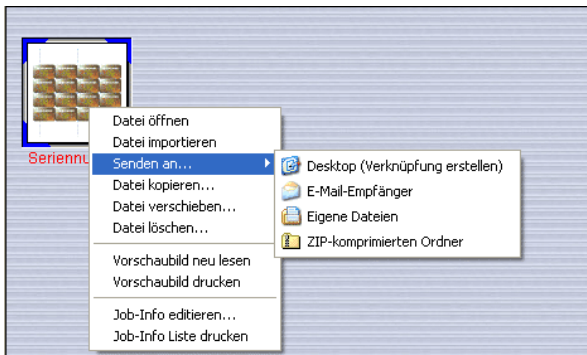 Seriennu
Datei öffnen
Datei importieren
Senden an...
Datei kopieren...
Datei verschieben...
Datei löschen...
Vorschaubild neu lesen
Vorschaubild drucken
Job-Info editieren...
Job-Info Liste drucken
Desktop (Verknüpfung erstellen)
E-Mail-Empfänger
Eigene Dateien
ZIP-komprimierten Ordner